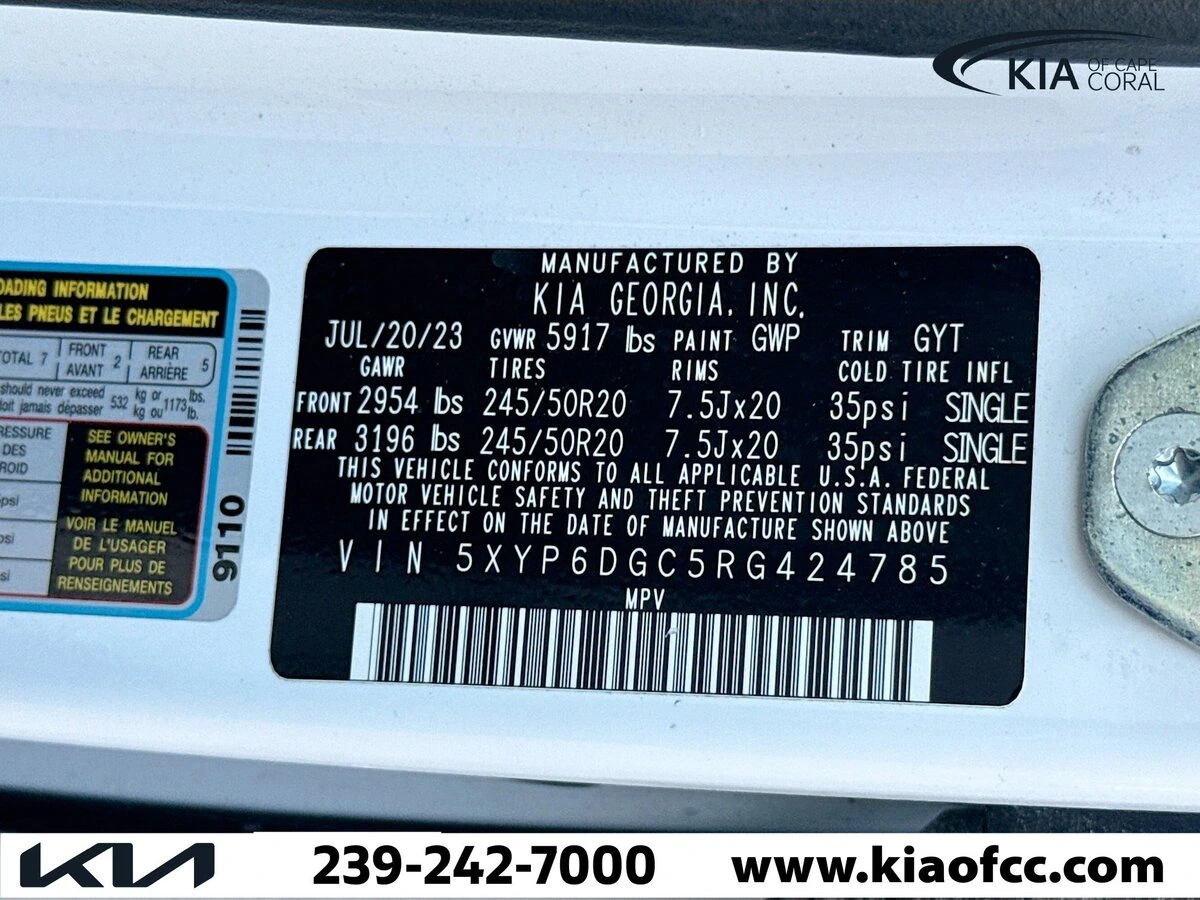 KIA OF CAPE CORAL
MANUFACTURED BY
KIA GEORGIA, INC.
JUL/20/23 GVWR 5917 lbs PAINT GWP TRIM GYT
GAWR TIRES RIMS COLD TIRE INFL
FRONT 2954 lbs 245/50R20 7.5Jx20 35psi SINGLE
REAR 3196 lbs 245/50R20 7.5Jx20 35psi SINGLE
THIS VEHICLE CONFORMS TO ALL APPLICABLE U.S.A. FEDERAL
MOTOR VEHICLE SAFETY AND THEFT PREVENTION STANDARDS
IN EFFECT ON THE DATE OF MANUFACTURE SHOWN ABOVE
VIN 5XYP6DGC5RG424785
MPV
OADING INFORMATION
LES PNEUS ET LE CHARGEMENT
TOTAL 7 FRONT AVANT 2 REAR ARRIÈRE 5
should never exceed
doit jamais dépasser 532 kg or kg ou 1173 lbs. lb.
RESSURE
DES
ROID
psi
psi
si
SEE OWNER'S
MANUAL FOR
ADDITIONAL
INFORMATION
VOIR LE MANUEL
DE L'USAGER
POUR PLUS DE
RENSEIGNEMENTS
9110
KIA
239-242-7000
www.kiaofcc.com